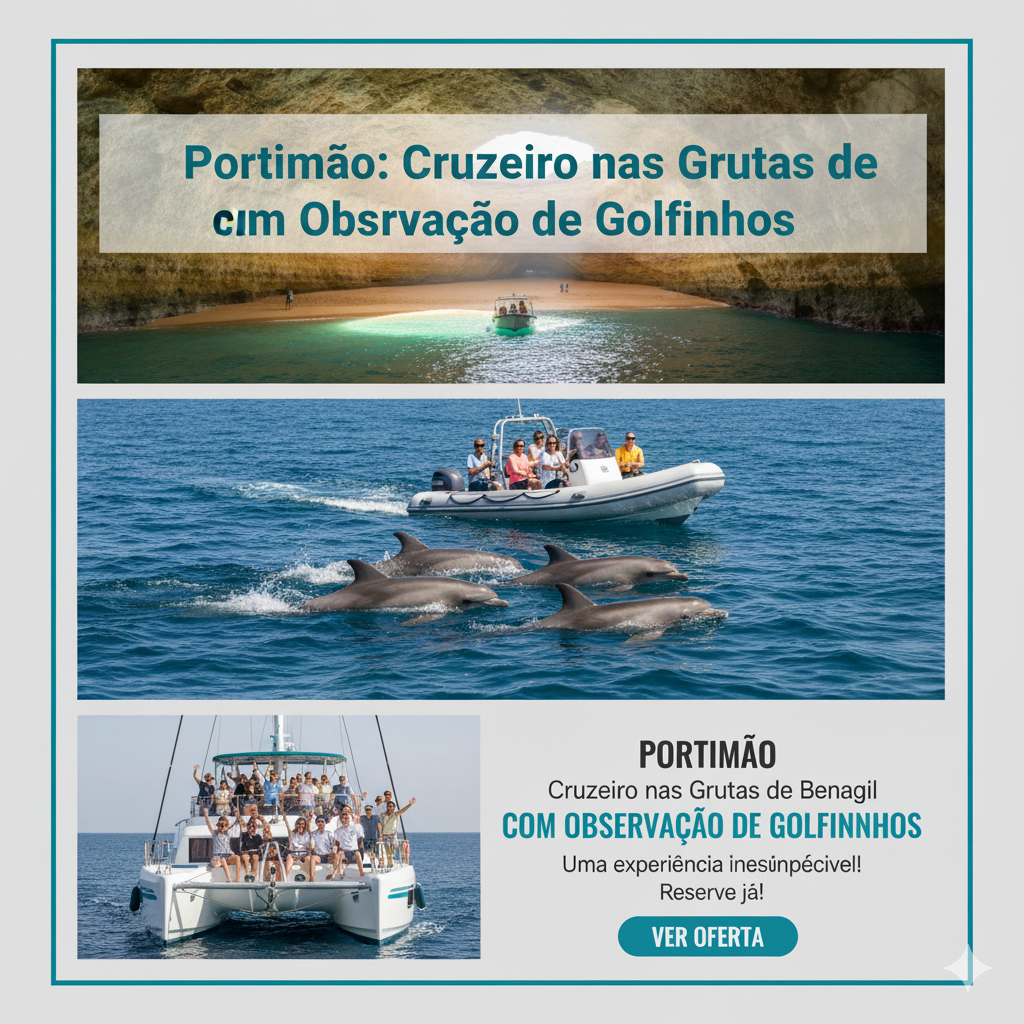 Portimão: Cruzeiro nas Grutas de
cım Obsrvação de Golfinhos
PORTIMÃO
Cruzeiro nas Grutas de Benagil
COM OBSERVAÇÃO DE GOLFINNHOS
Uma experiência
Reserve já!
VER OFERTA